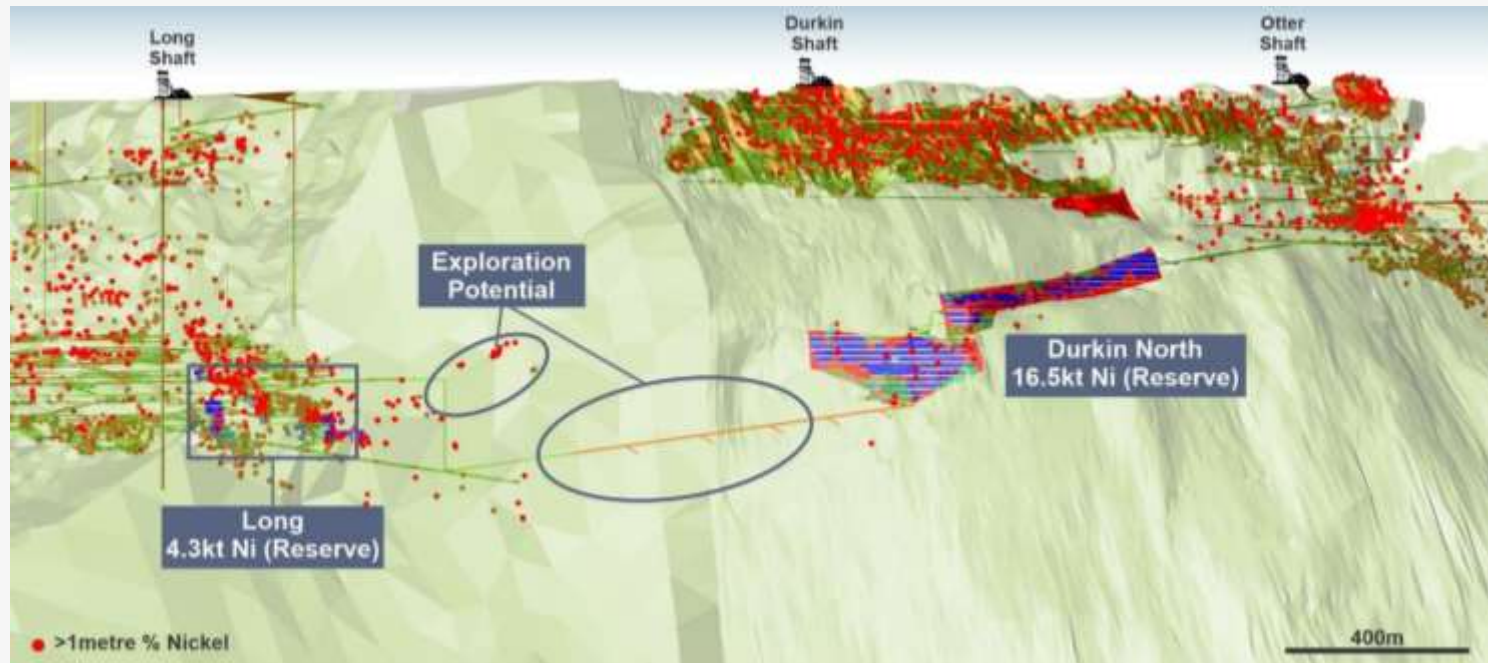 Long
Shaft
Durkin
Shaft
Otter
Shaft
Exploration
Potential
Durkin North
16.5kt Ni (Reserve)
Long
4.3kt Ni (Reserve)
>1metre % Nickel
400m